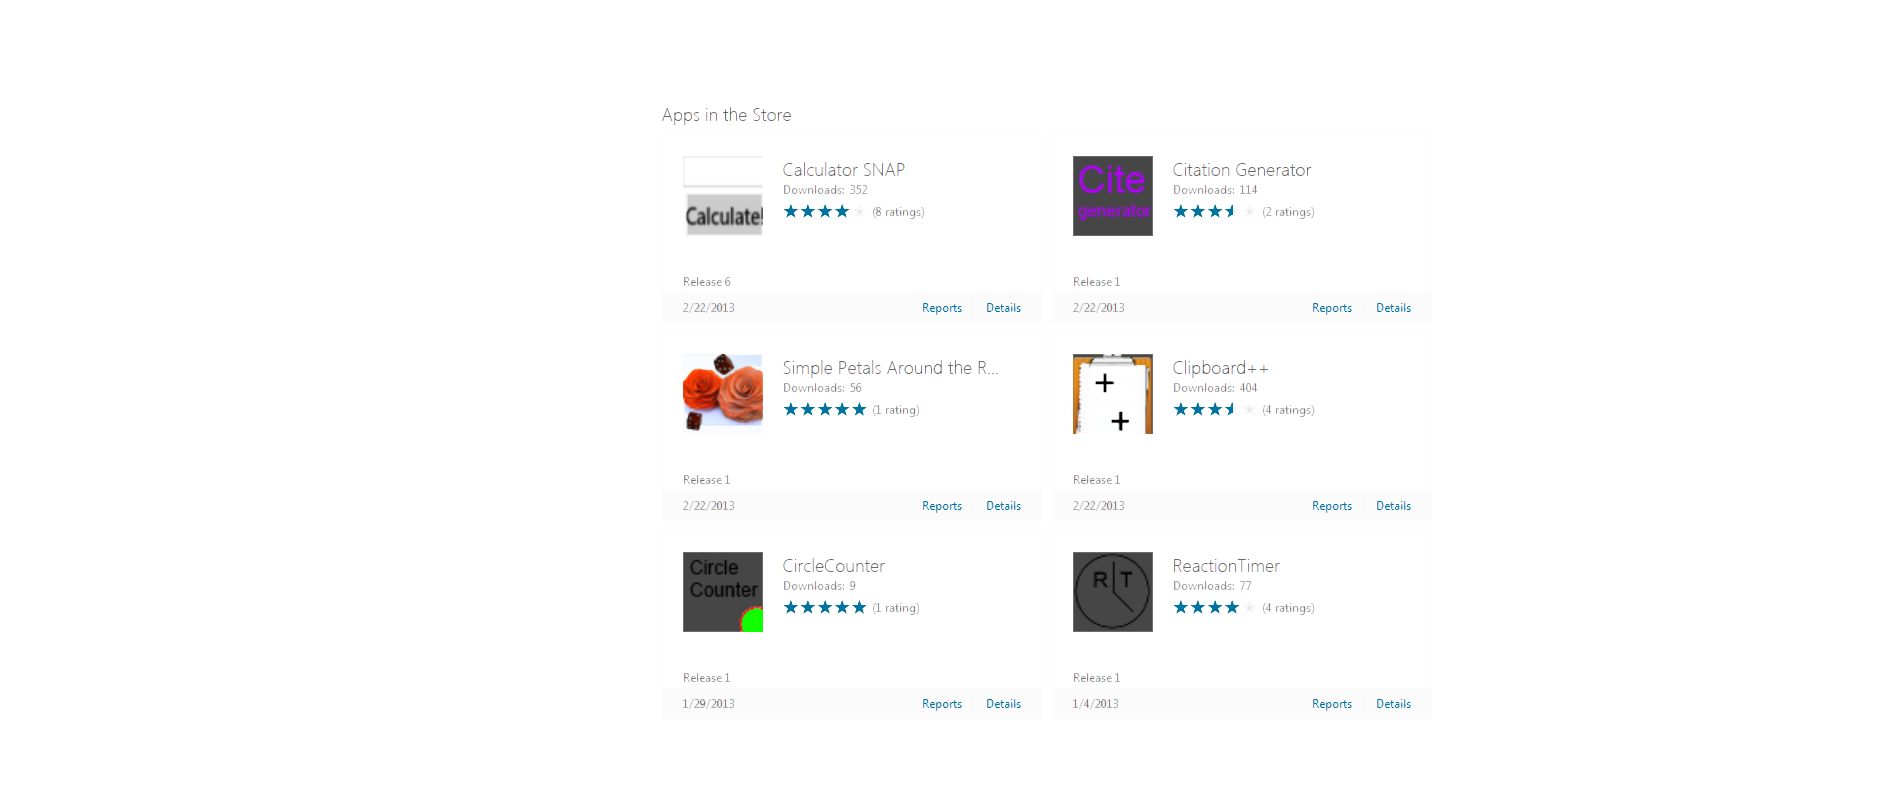 Apps in the Store
Calculate!
Calculator SNAP
Downloads: 352
(8 ratings)
Release 6
2/22/2013
Reports
Details
Cite
generator
Citation Generator
Downloads: 114
(2 ratings)
Release 1
2/22/2013
Reports
Details
Simple Petals Around the R...
Downloads: 56
(1 rating)
Release 1
2/22/2013
Reports
Details
+
+
Clipboard++
Downloads: 404
(4 ratings)
Release 1
2/22/2013
Reports
Details
Circle
Counter
CircleCounter
Downloads: 9
(1 rating)
Release 1
1/29/2013
Reports
Details
R T
ReactionTimer
Downloads: 77
(4 ratings)
Release 1
1/4/2013
Reports
Details